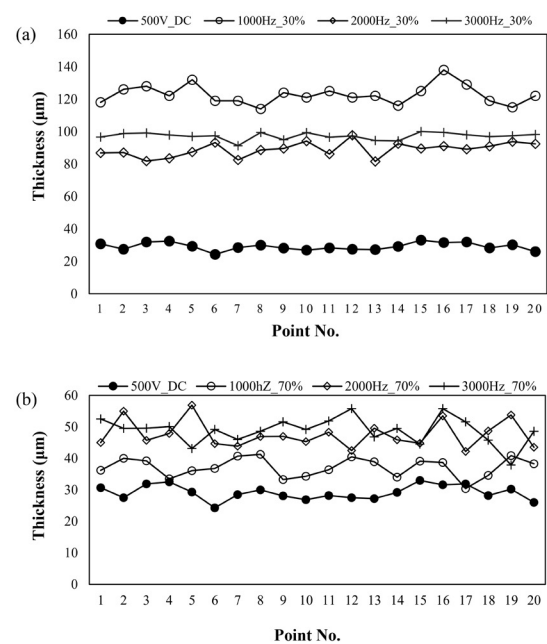 (a)
500V_DC 1000Hz_30% 2000Hz_30% 3000Hz_30%
160
140
120
100
80
60
40
20
0
Thickness (μm)
1 2 3 4 5 6 7 8 9 10 11 12 13 14 15 16 17 18 19 20
Point No.
(b)
500V_DC 1000hZ_70% 2000Hz_70% 3000Hz_70%
60
50
40
30
20
10
0
Thickness (μm)
1 2 3 4 5 6 7 8 9 10 11 12 13 14 15 16 17 18 19 20
Point No.